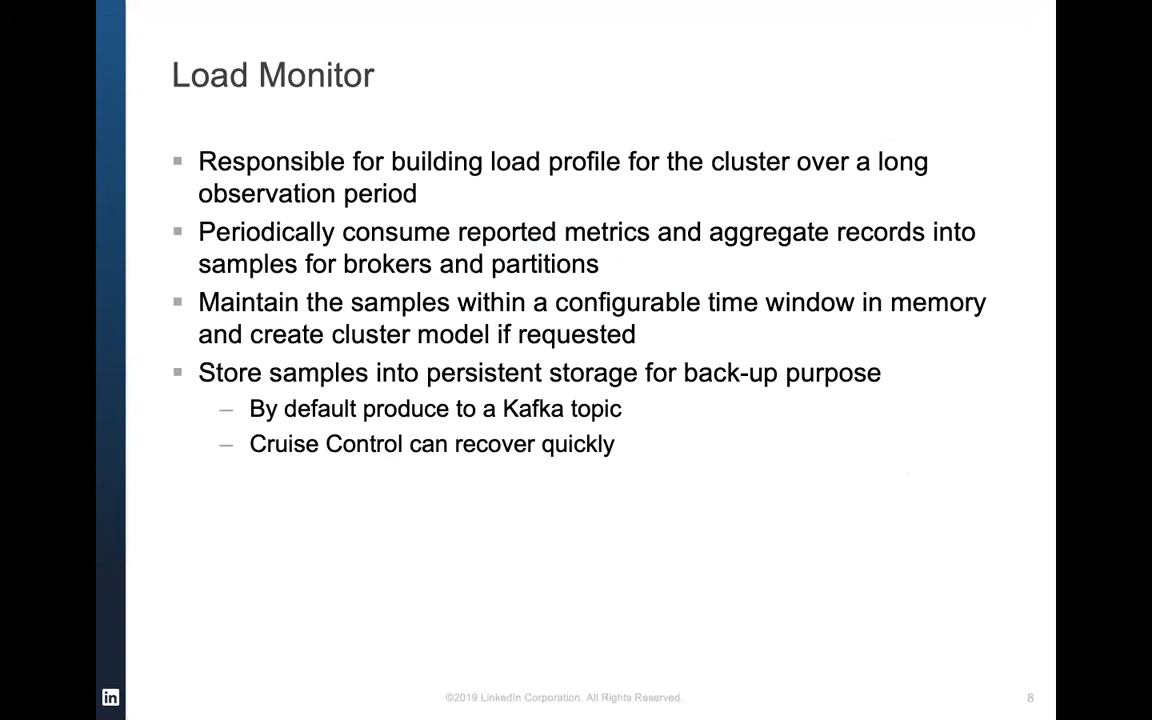 Load Monitor
Responsible for building load profile for the cluster over a long
observation period
Periodically consume reported metrics and aggregate records into
samples for brokers and partitions
Maintain the samples within a configurable time window in memory
and create cluster model if requested
Store samples into persistent storage for back-up purpose
– By default produce to a Kafka topic
– Cruise Control can recover quickly
in
©2019 LinkedIn Corporation. All Rights Reserved.
8